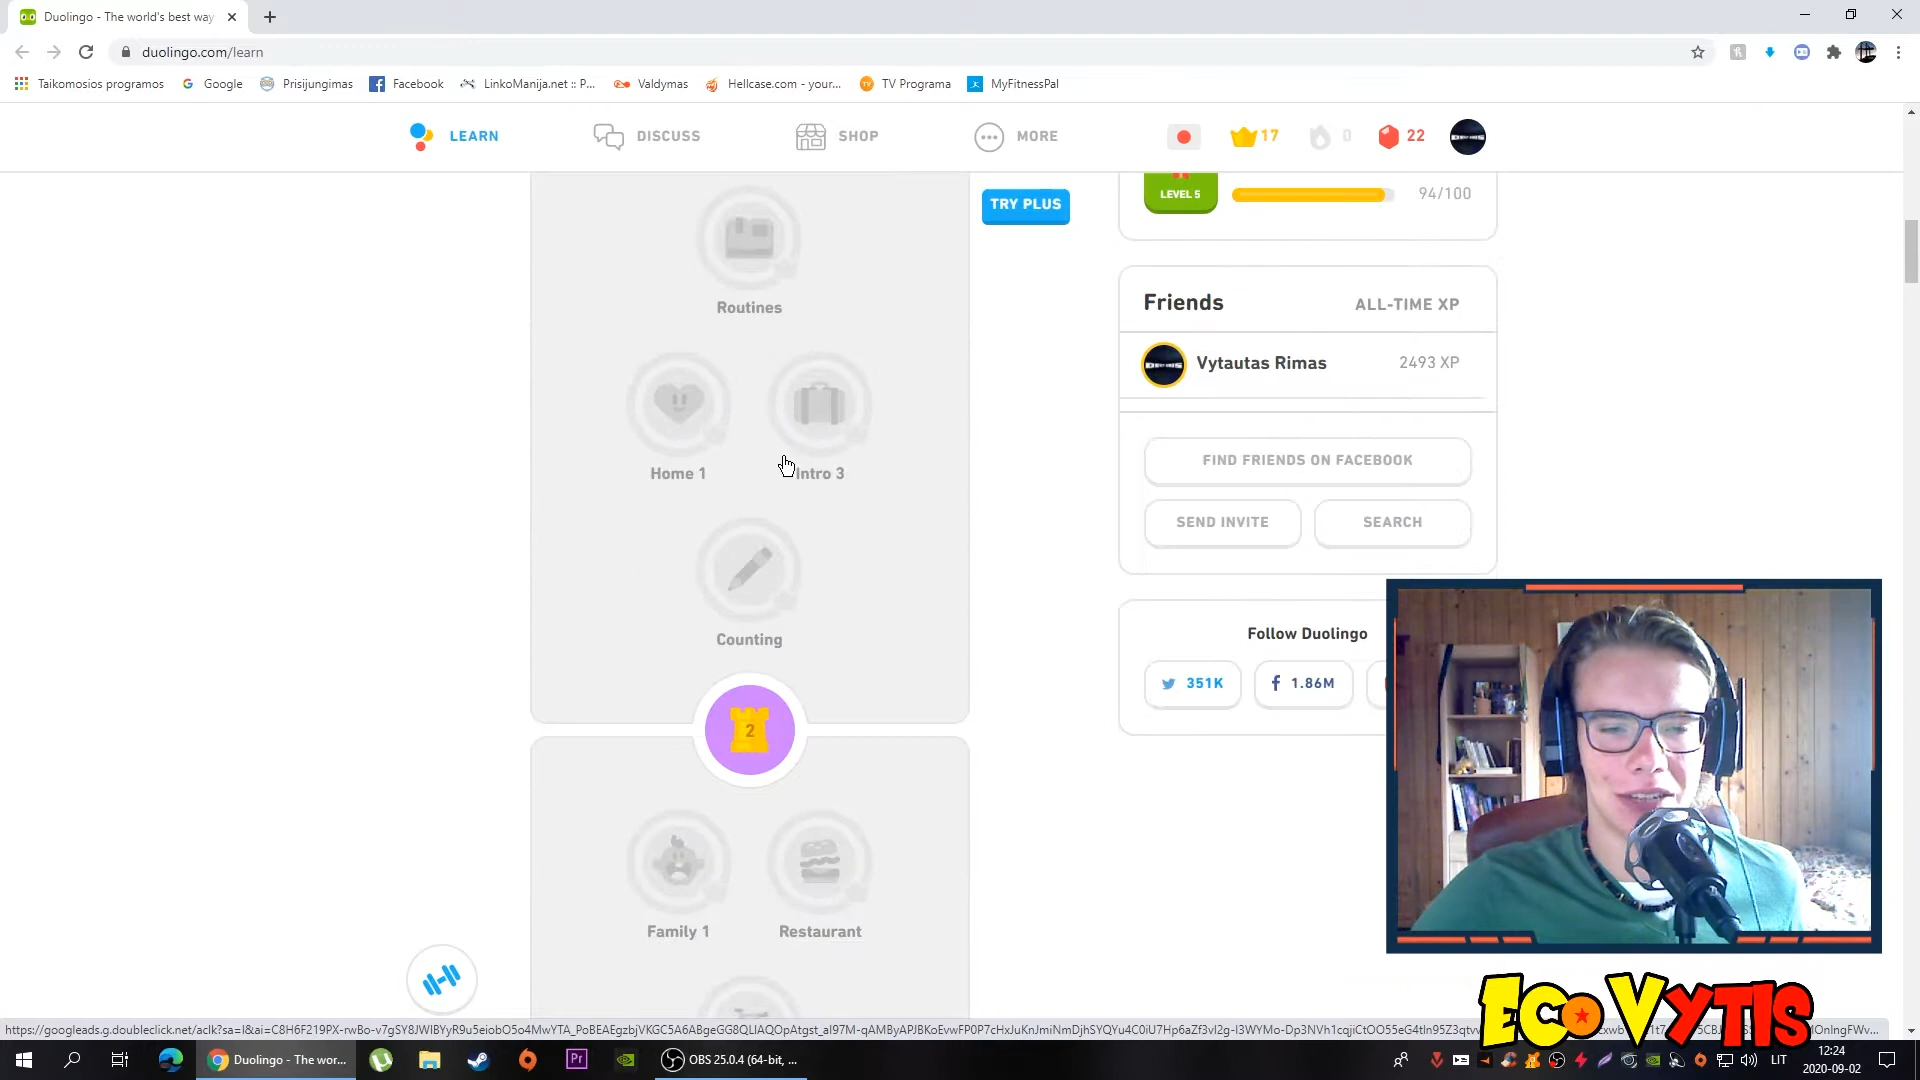 Duolingo - The world's best way
duolingo.com/learn
Taikomosios programos
Google
Prisijungimas
Facebook
LinkoManija.net :: P...
Valdymas
Hellcase.com - your...
TV Programa
MyFitnessPal
LEARN
DISCUSS
SHOP
MORE
17
0
22
TRY PLUS
LEVEL 5
94/100
Routines
Friends
ALL-TIME XP
Vytautas Rimas
2493 XP
Home 1
Intro 3
FIND FRIENDS ON FACEBOOK
SEND INVITE
SEARCH
Counting
Follow Duolingo
351K
1.86M
2
Family 1
Restaurant
ECO VYTIS
Duolingo - The wor...
OBS 25.0.4 (64-bit, ...
LIT
12:24
2020-09-02